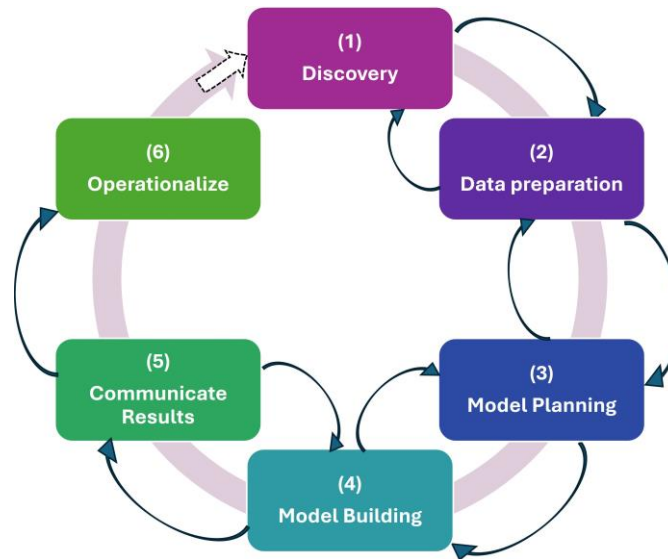 (1)
Discovery
(2)
Data preparation
(3)
Model Planning
(4)
Model Building
(5)
Communicate
Results
(6)
Operationalize